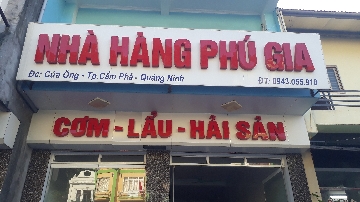 NHÀ HÀNG PHÚ GIA
Đc: Cửa Ông - Tp.Cẩm Phả - Quảng Ninh ĐT: 0943.055.910
CƠM - LẨU - HẢI SẢN